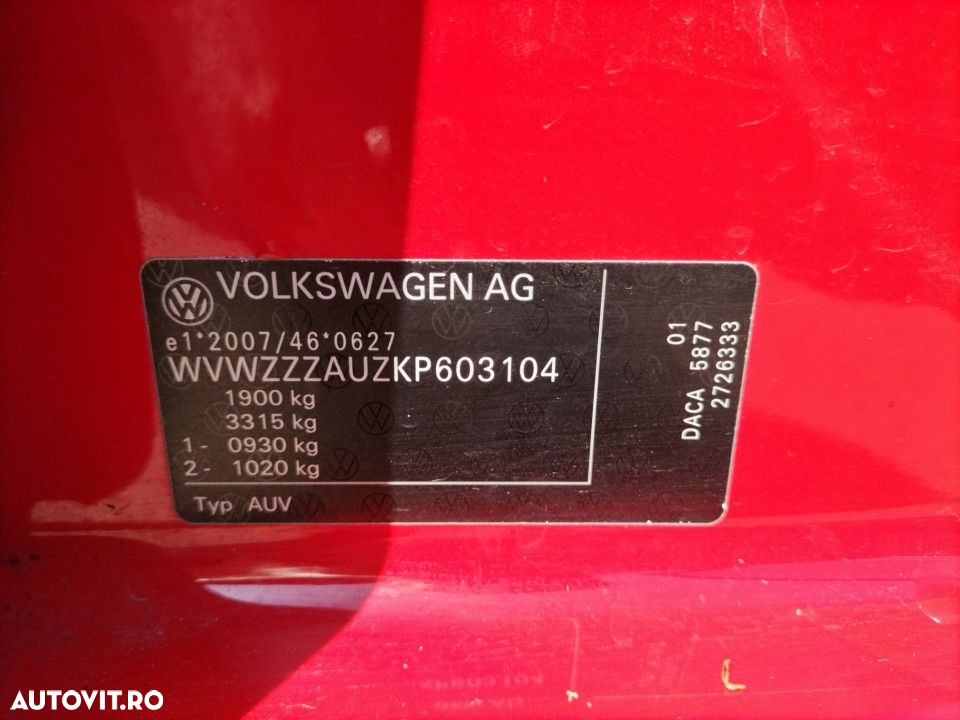 VOLKSWAGEN AG
e1*2007/46*0627
WVWZZZAUZKP603104
1900 kg
3315 kg
1- 0930 kg
2- 1020 kg
Typ AUV
01
DACA 5877
2726333
AUTOVIT.RO